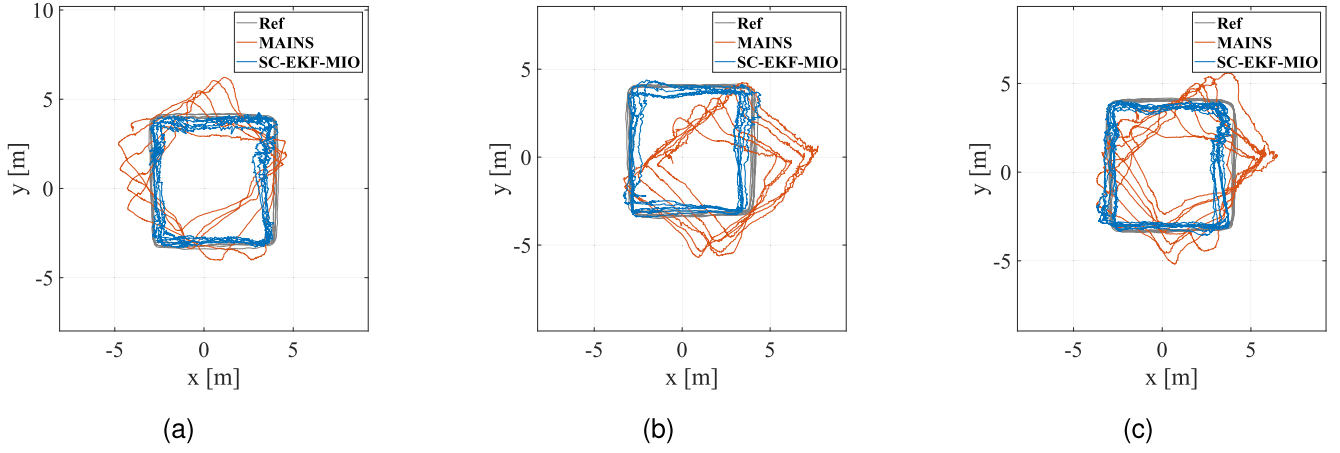 10
5
0
-5
y [m]
-5 0 5
x [m]
Ref
MAINS
SC-EKF-MIO
(a)
5
0
-5
y [m]
-5 0 5
x [m]
Ref
MAINS
SC-EKF-MIO
(b)
5
0
-5
y [m]
-5 0 5
x [m]
Ref
MAINS
SC-EKF-MIO
(c)